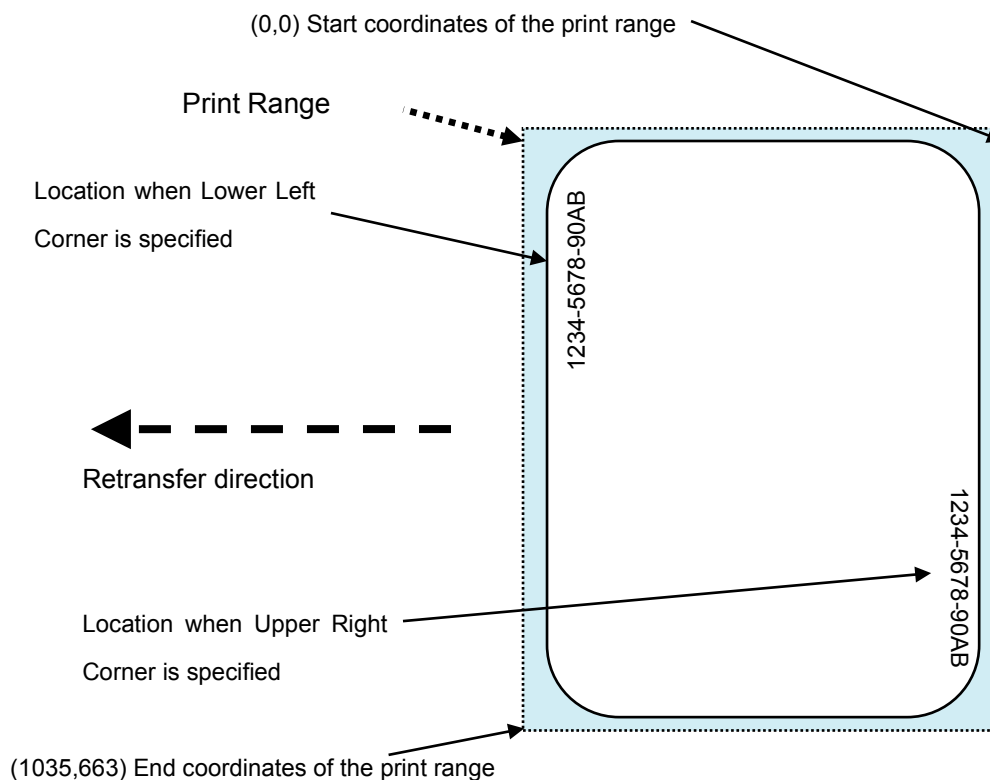 (0,0) Start coordinates of the print range
Print Range
Location when Lower Left
Corner is specified
1234-5678-90AB
Retransfer direction
1234-5678-90AB
Location when Upper Right
Corner is specified
(1035,663) End coordinates of the print range